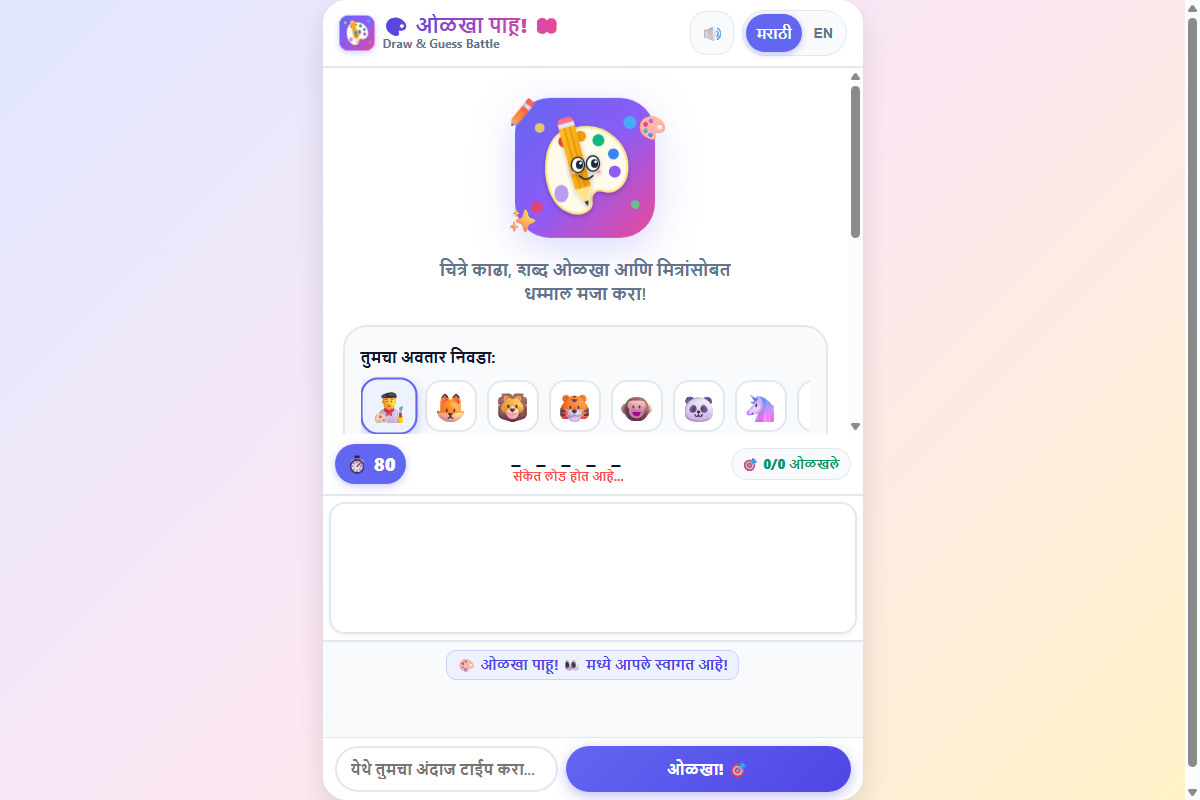 ओळखा पाहू!
Draw & Guess Battle
मराठी
EN
चित्रे काढा, शब्द ओळखा आणि मित्रांसोबत
धम्माल मजा करा!
तुमचा अवतार निवडा:
80
_ _ _ _ _
संकेत लोड होत आहे...
0/0 ओळखले
ओळखा पाहू! मध्ये आपले स्वागत आहे!
येथे तुमचा अंदाज टाईप करा...
ओळखा!